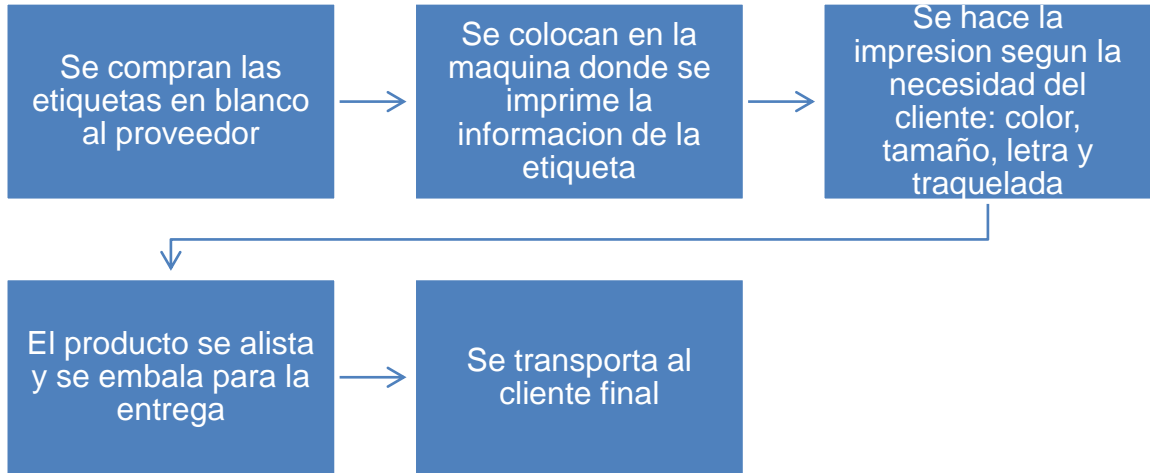 Se compran las
etiquetas en blanco
al proveedor
Se colocan en la
maquina donde se
imprime la
informacion de la
etiqueta
Se hace la
impresion segun la
necesidad del
cliente: color,
tamaño, letra y
traquelada
El producto se alista
y se embala para la
entrega
Se transporta al
cliente final